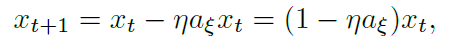 x_{t+1} = x_t − ηa_ξ x_t = (1 − ηa_ξ)x_t,